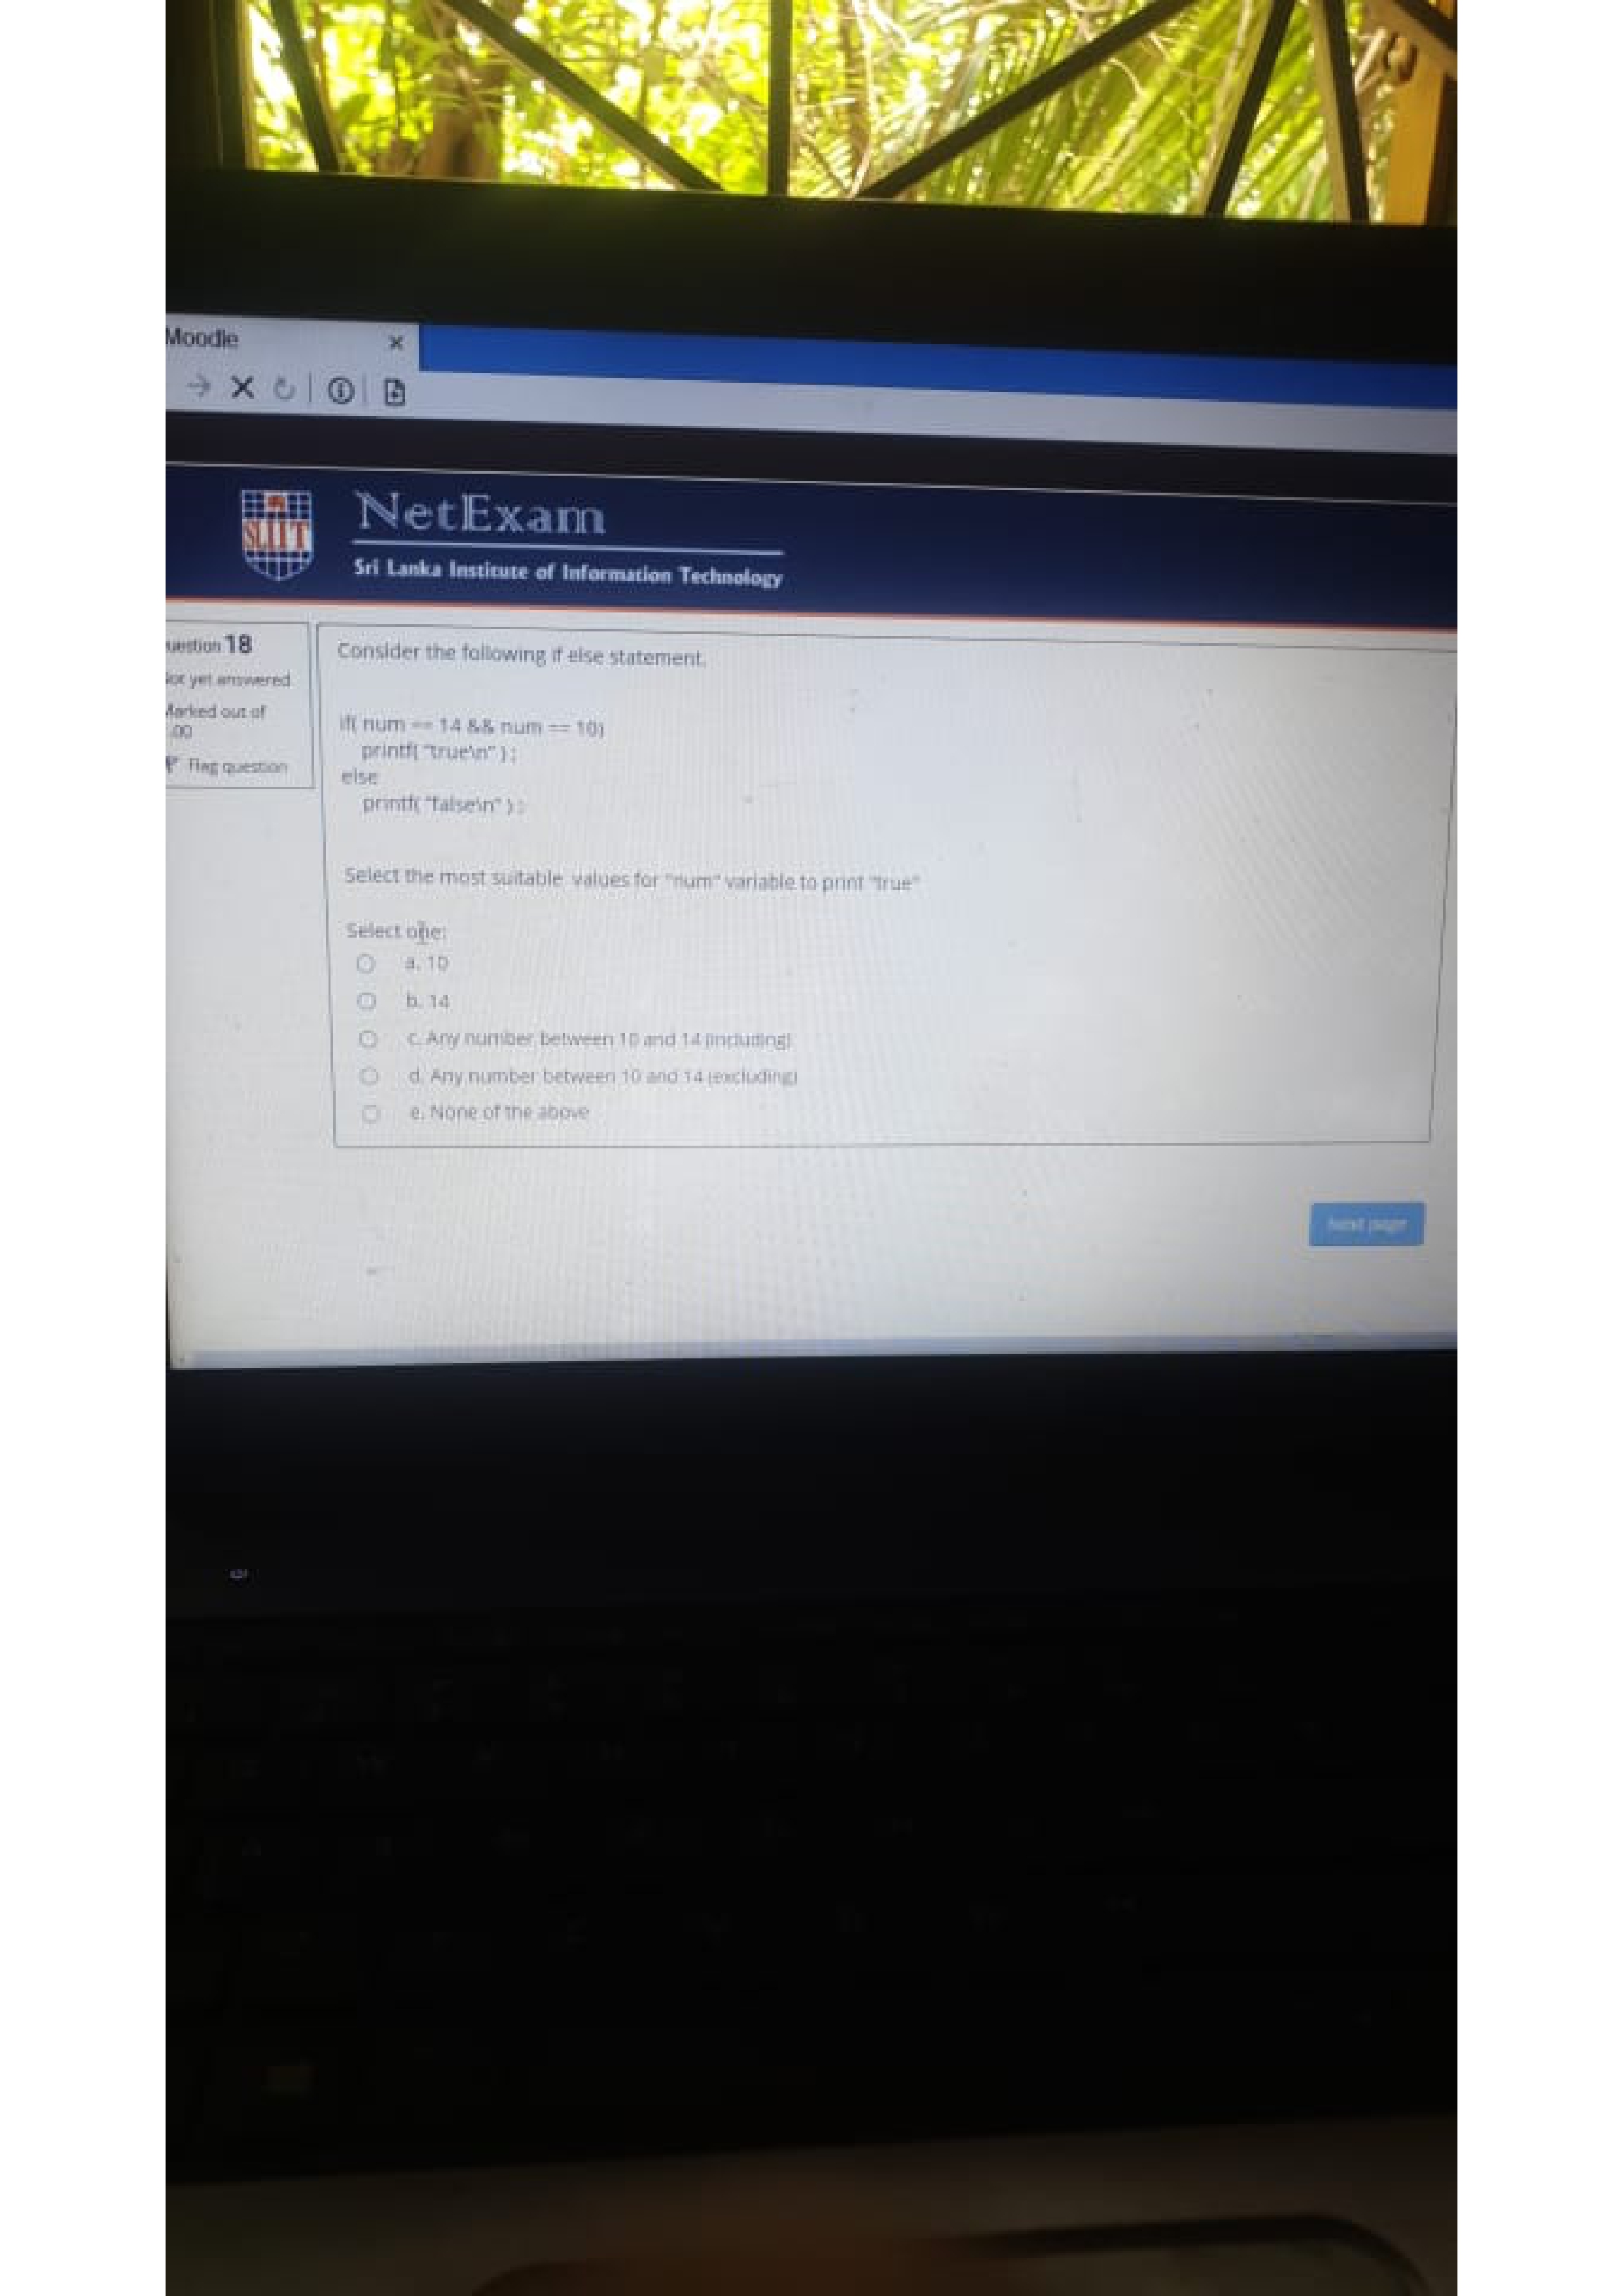 Moodle
SLIIT
NetExam
Sri Lanka Institute of Information Technology
uestion 18
ot yet answered
Marked out of
.00
Flag question
Consider the following if else statement.
if( num == 14 && num == 10)
printf( "true\n" ) ;
else
printf( "false\n" ) ;
Select the most suitable values for "num" variable to print "true"
Select one:
a. 10
b. 14
c. Any number between 10 and 14 (including)
d. Any number between 10 and 14 (excluding)
e. None of the above
Next page